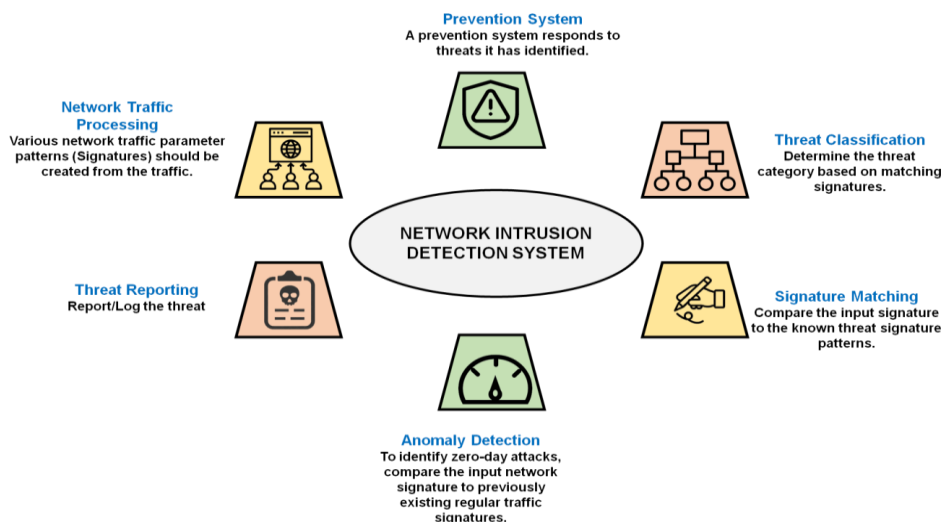 Prevention System
A prevention system responds to
threats it has identified.
Network Traffic
Processing
Various network traffic parameter
patterns (Signatures) should be
created from the traffic.
Threat Classification
Determine the threat
category based on matching
signatures.
NETWORK INTRUSION
DETECTION SYSTEM
Threat Reporting
Report/Log the threat
Signature Matching
Compare the input signature
to the known threat signature
patterns.
Anomaly Detection
To identify zero-day attacks,
compare the input network
signature to previously
existing regular traffic
signatures.